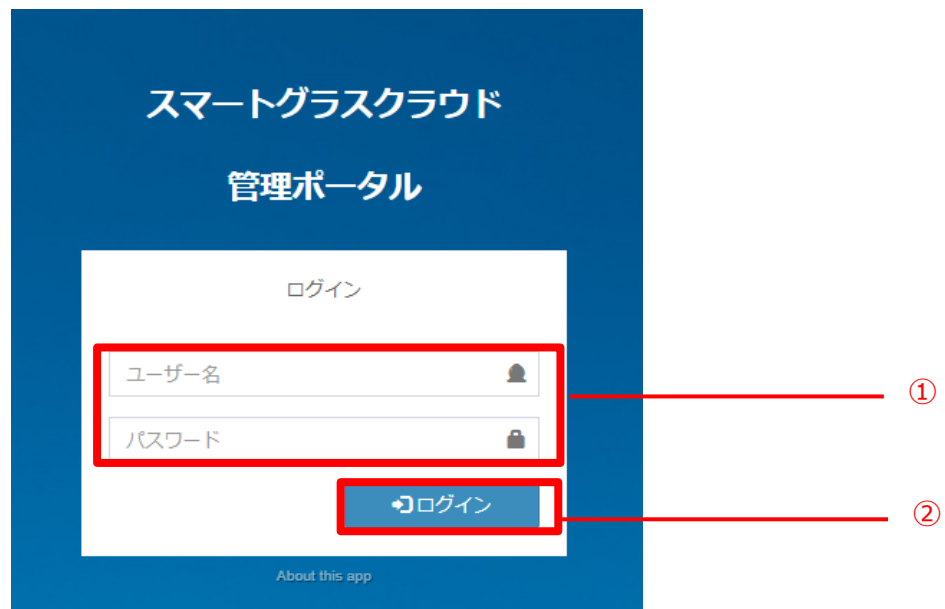 スマートグラスクラウド
管理ポータル
ログイン
ユーザー名
①
パスワード
ログイン
②
About this app